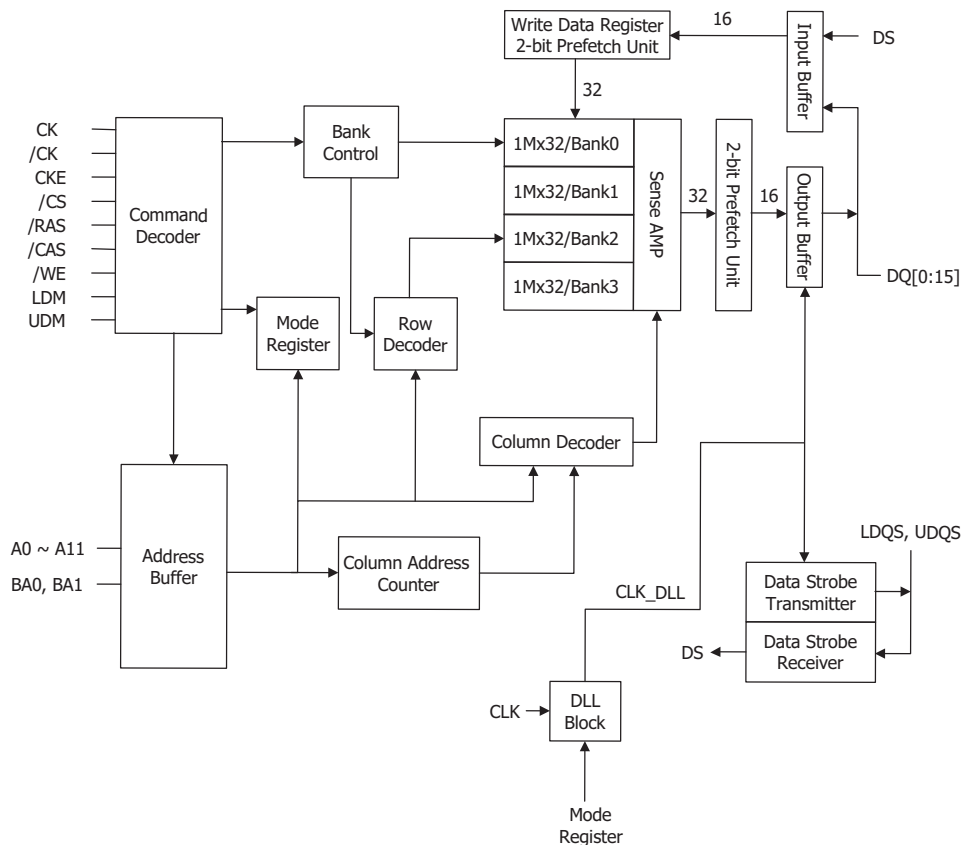 Write Data Register
2-bit Prefetch Unit
16
DS
Input Buffer
32
CK
/CK
CKE
/CS
/RAS
/CAS
/WE
LDM
UDM
Command
Decoder
Bank
Control
1Mx32/Bank0
1Mx32/Bank1
1Mx32/Bank2
1Mx32/Bank3
Sense AMP
32
2-bit Prefetch Unit
16
Output Buffer
DQ[0:15]
Mode
Register
Row
Decoder
Column Decoder
A0 ~ A11
BA0, BA1
Address
Buffer
Column Address
Counter
LDQS, UDQS
CLK_DLL
Data Strobe
Transmitter
Data Strobe
Receiver
DS
CLK
DLL
Block
Mode
Register